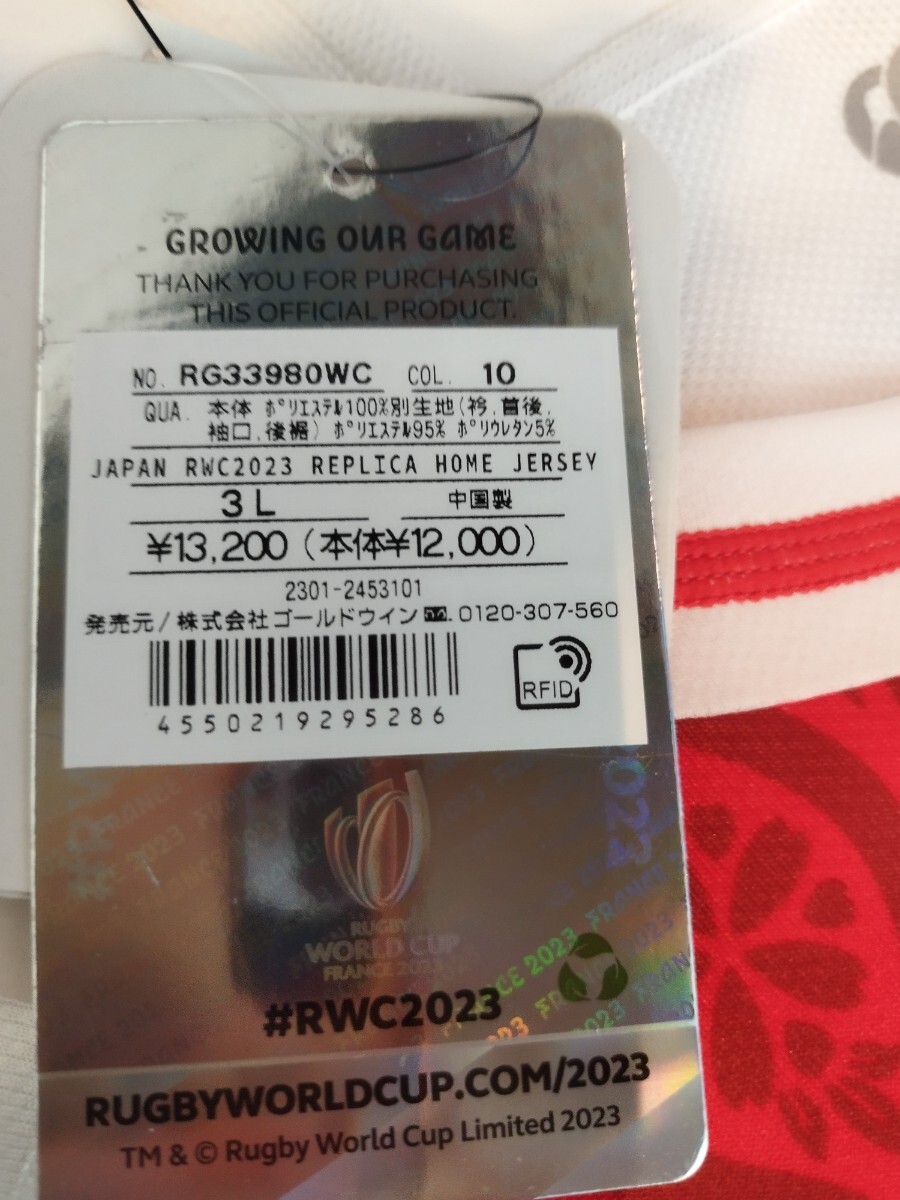 GROWING OUR GAME
THANK YOU FOR PURCHASING
THIS OFFICIAL PRODUCT.
NO. RG33980WC COL. 10
QUA. 本体 ポリエステル100%別生地(衿.首後.
袖口.後裾) ポリエステル95% ポリウレタン5%
JAPAN RWC2023 REPLICA HOME JERSEY
3L 中国製
¥13,200 (本体¥12,000)
2301-2453101
発売元/株式会社ゴールドウイン 0120-307-560
RFID
4550219295286
RUGBY
WORLD CUP
FRANCE 2023
FRANCE 2023
#RWC2023
RUGBYWORLDCUP.COM/2023
TM & © Rugby World Cup Limited 2023